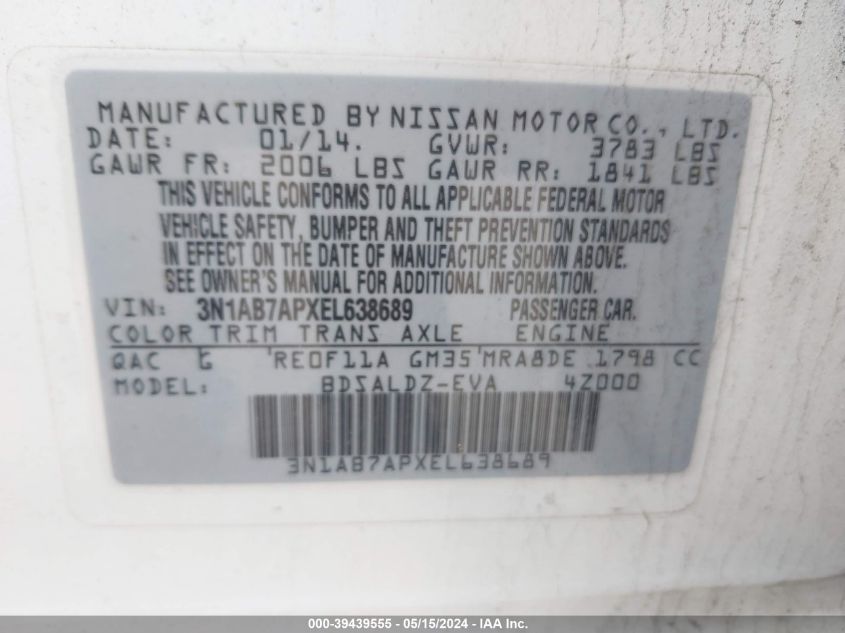 MANUFACTURED BY NISSAN MOTOR CO., LTD.
DATE: 01/14. GVWR: 3783 LBS
GAWR FR: 2006 LBS GAWR RR: 1841 LBS
THIS VEHICLE CONFORMS TO ALL APPLICABLE FEDERAL MOTOR
VEHICLE SAFETY, BUMPER AND THEFT PREVENTION STANDARDS
IN EFFECT ON THE DATE OF MANUFACTURE SHOWN ABOVE.
SEE OWNER'S MANUAL FOR ADDITIONAL INFORMATION.
VIN: 3N1AB7APXEL638689 PASSENGER CAR.
COLOR TRIM TRANS AXLE ENGINE
QAC G RE0F11A GM35 MRA8DE 1798 CC
MODEL: BDSALDZ-EVA 4Z000
3N1AB7APXEL638689
000-39439555 - 05/15/2024 - IAA Inc.